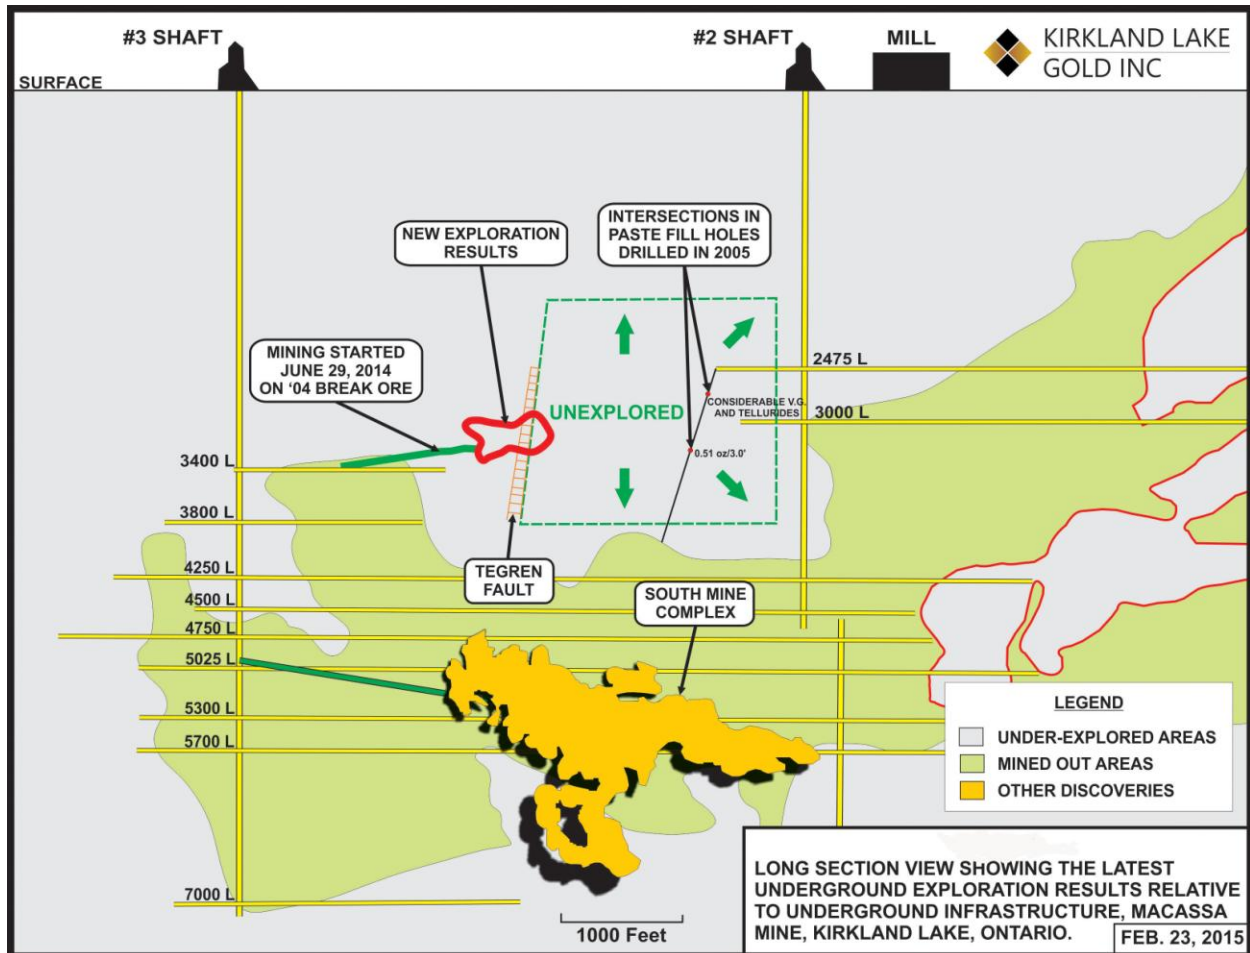 #3 SHAFT
#2 SHAFT
MILL
KIRKLAND LAKE
GOLD INC
SURFACE
NEW EXPLORATION
RESULTS
INTERSECTIONS IN
PASTE FILL HOLES
DRILLED IN 2005
MINING STARTED
JUNE 29, 2014
ON ‘04 BREAK ORE
2475 L
CONSIDERABLE V.G.
AND TELLURIDES
3000 L
UNEXPLORED
0.51 oz/3.0'
3400 L
3800 L
TEGREN
FAULT
4250 L
SOUTH MINE
COMPLEX
4500 L
4750 L
5025 L
5300 L
5700 L
7000 L
LEGEND
UNDER-EXPLORED AREAS
MINED OUT AREAS
OTHER DISCOVERIES
1000 Feet
LONG SECTION VIEW SHOWING THE LATEST
UNDERGROUND EXPLORATION RESULTS RELATIVE
TO UNDERGROUND INFRASTRUCTURE, MACASSA
MINE, KIRKLAND LAKE, ONTARIO.
FEB. 23, 2015